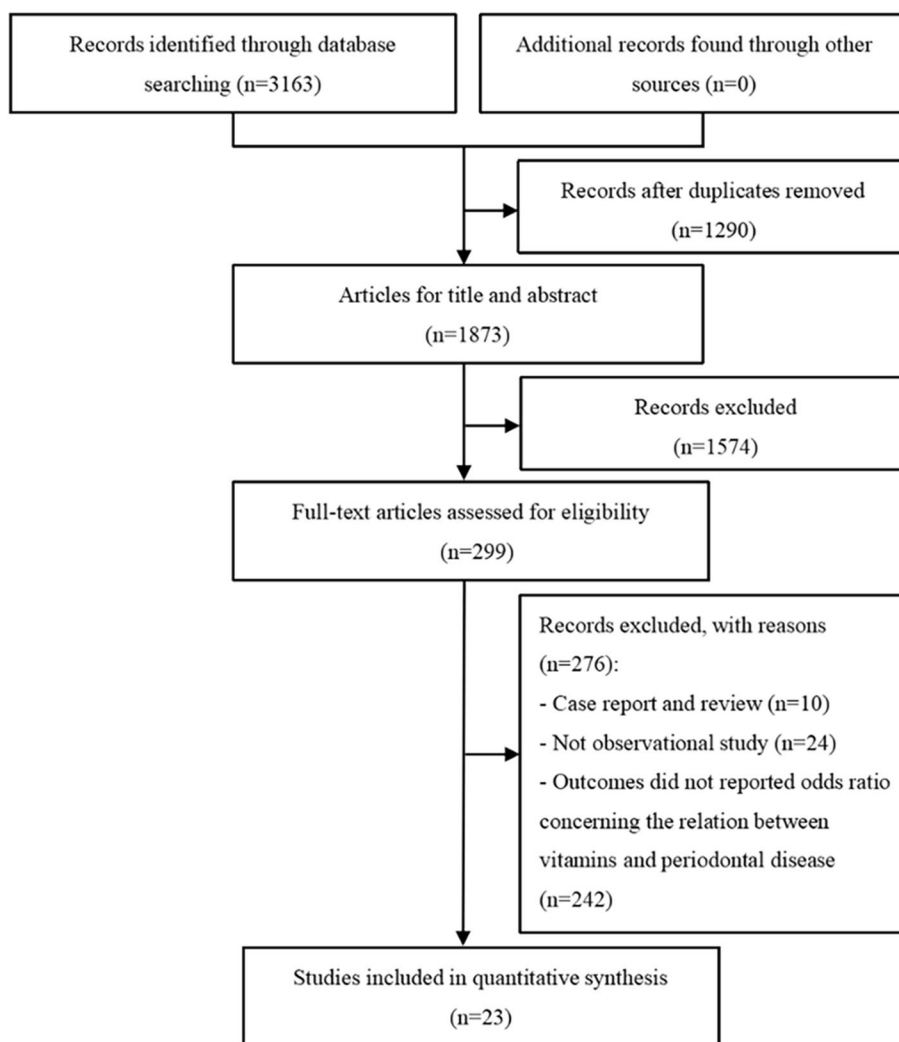 Records identified through database
searching (n=3163)
Additional records found through other
sources (n=0)
Records after duplicates removed
(n=1290)
Articles for title and abstract
(n=1873)
Records excluded
(n=1574)
Full-text articles assessed for eligibility
(n=299)
Records excluded, with reasons
(n=276):
- Case report and review (n=10)
- Not observational study (n=24)
- Outcomes did not reported odds ratio
concerning the relation between
vitamins and periodontal disease
(n=242)
Studies included in quantitative synthesis
(n=23)